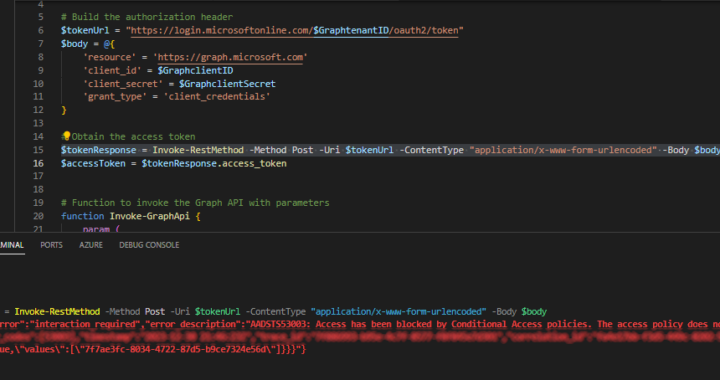 4
5 # Build the authorization header
6 $tokenUrl = "https://login.microsoftonline.com/$GraphtenantID/oauth2/token"
7 $body = @{
8 'resource' = 'https://graph.microsoft.com'
9 'client_id' = $GraphclientID
10 'client_secret' = $GraphclientSecret
11 'grant_type' = 'client_credentials'
12 }
13
14 Obtain the access token
15 $tokenResponse = Invoke-RestMethod -Method Post -Uri $tokenUrl -ContentType "application/x-www-form-urlencoded" -Body $body
16 $accessToken = $tokenResponse.access_token
17
18
19 # Function to invoke the Graph API with parameters
20 function Invoke-GraphApi {
21 param (
MINAL PORTS AZURE DEBUG CONSOLE
= Invoke-RestMethod -Method Post -Uri $tokenUrl -ContentType "application/x-www-form-urlencoded" -Body $body
rror":"interaction_required","error_description":"AADSTS53003: Access has been blocked by Conditional Access policies. The access policy does no
ue,\"values\":[\"7f7ae3fc-8034-4722-87d5-b9ce7324e56d\"]}}}"}